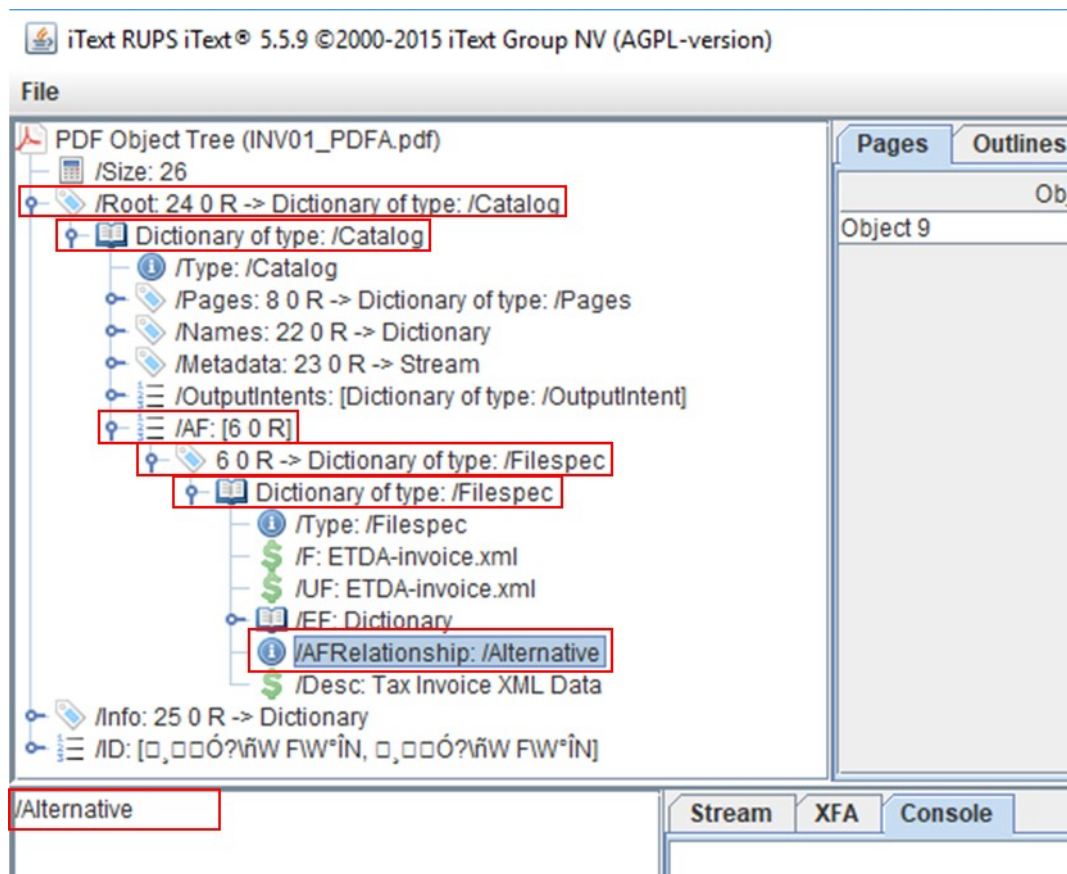 iText RUPS iText® 5.5.9 ©2000-2015 iText Group NV (AGPL-version)
File
PDF Object Tree (INV01_PDFA.pdf)
/Size: 26
/Root: 24 0 R -> Dictionary of type: /Catalog
Dictionary of type: /Catalog
/Type: /Catalog
/Pages: 8 0 R -> Dictionary of type: /Pages
/Names: 22 0 R -> Dictionary
/Metadata: 23 0 R -> Stream
/OutputIntents: [Dictionary of type: /OutputIntent]
/AF: [6 0 R]
6 0 R -> Dictionary of type: /Filespec
Dictionary of type: /Filespec
/Type: /Filespec
/F: ETDA-invoice.xml
/UF: ETDA-invoice.xml
/EF: Dictionary
/AFRelationship: /Alternative
/Desc: Tax Invoice XML Data
/Info: 25 0 R -> Dictionary
/ID: [□¸□□Ó?\ñW F\W°ÎN, □¸□□Ó?\ñW F\W°ÎN]
Pages Outlines
Obj
Object 9
/Alternative
Stream XFA Console